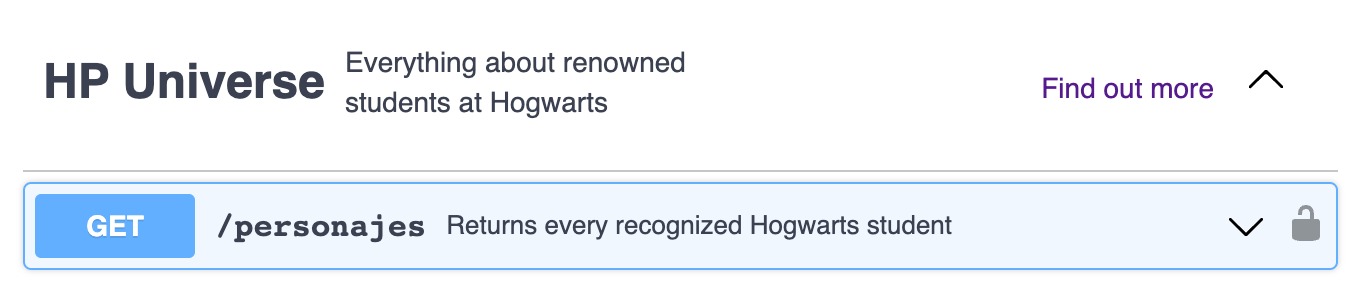 HP Universe
Everything about renowned
students at Hogwarts
Find out more
GET /personajes Returns every recognized Hogwarts student